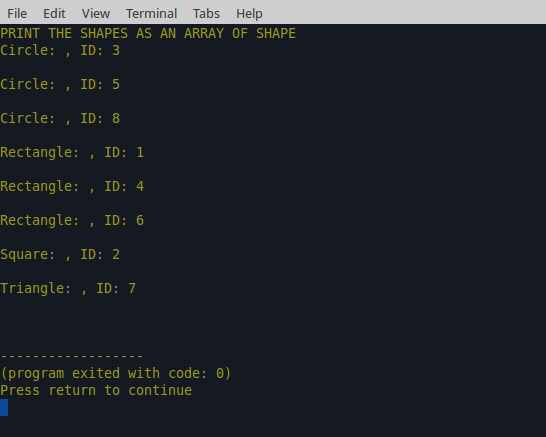 File Edit View Terminal Tabs Help
PRINT THE SHAPES AS AN ARRAY OF SHAPE
Circle: , ID: 3
Circle: , ID: 5
Circle: , ID: 8
Rectangle: , ID: 1
Rectangle: , ID: 4
Rectangle: , ID: 6
Square: , ID: 2
Triangle: , ID: 7
------------------
(program exited with code: 0)
Press return to continue